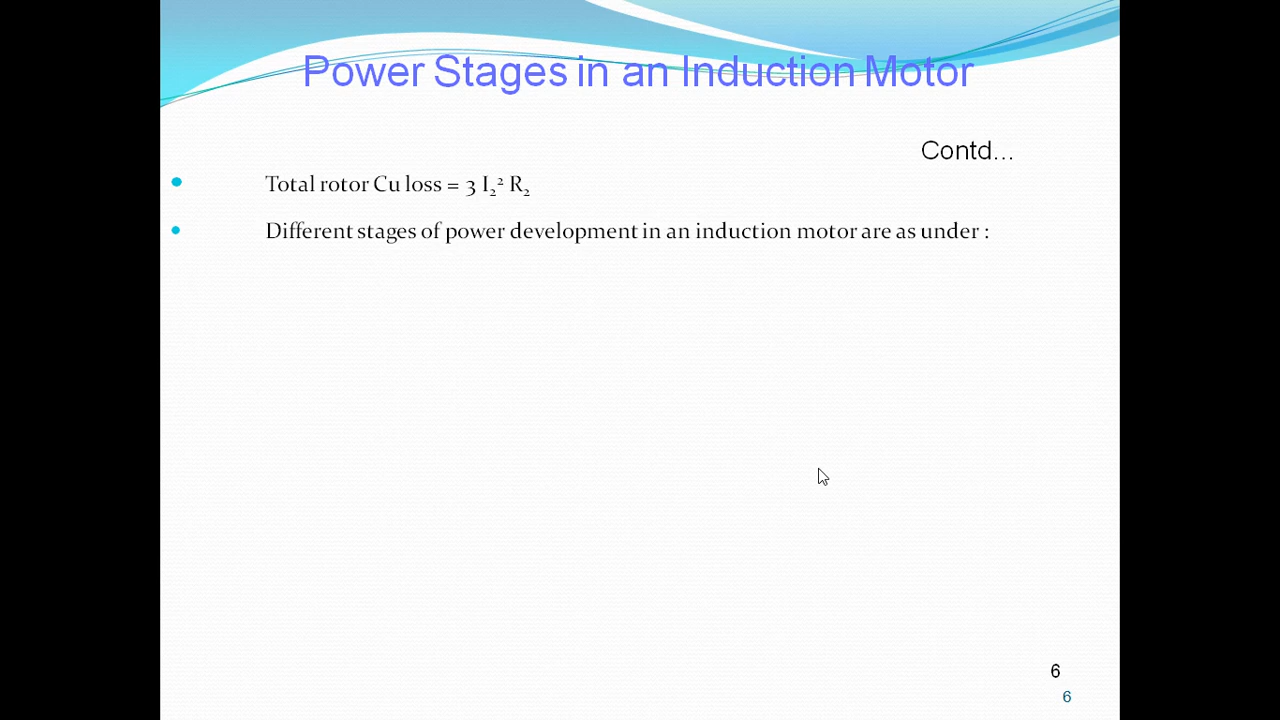 Power Stages in an Induction Motor
Contd...
• Total rotor Cu loss = 3 I₂² R₂
• Different stages of power development in an induction motor are as under :
6
6